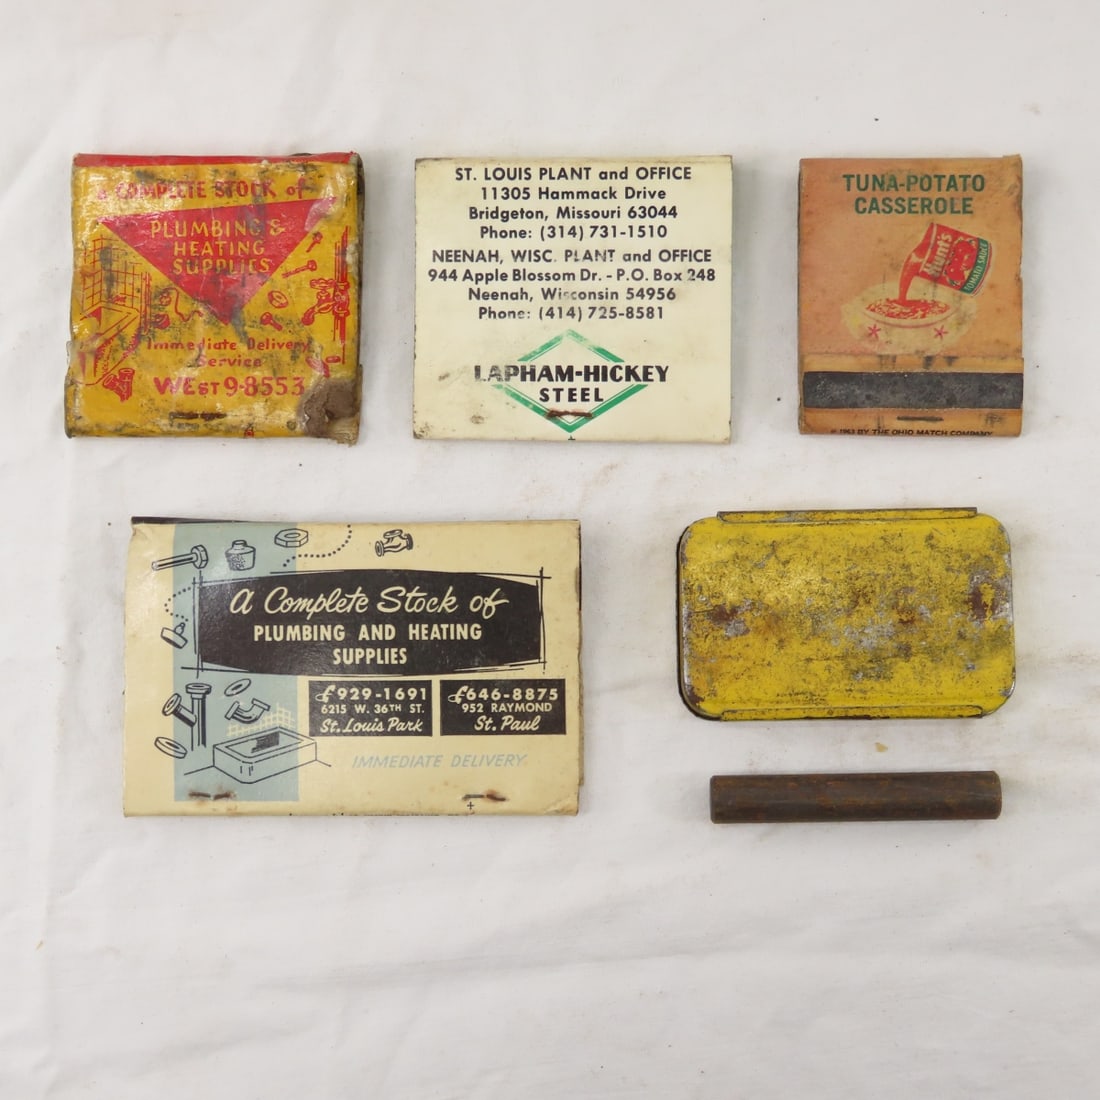 a COMPLETE STOCK of
PLUMBING &
HEATING
SUPPLIES
Immediate Delivery
Service
WEST 9-8553
ST. LOUIS PLANT and OFFICE
11305 Hammack Drive
Bridgeton, Missouri 63044
Phone: (314) 731-1510
NEENAH, WISC. PLANT and OFFICE
944 Apple Blossom Dr. - P.O. Box 248
Neenah, Wisconsin 54956
Phone: (414) 725-8581
LAPHAM-HICKEY
STEEL
TUNA-POTATO
CASSEROLE
Hunt's
TOMATO SAUCE
© 1963 BY THE OHIO MATCH COMPANY
A Complete Stock of
PLUMBING AND HEATING
SUPPLIES
929-1691
6215 W. 36TH ST.
St. Louis Park
646-8875
952 RAYMOND
St. Paul
IMMEDIATE DELIVERY